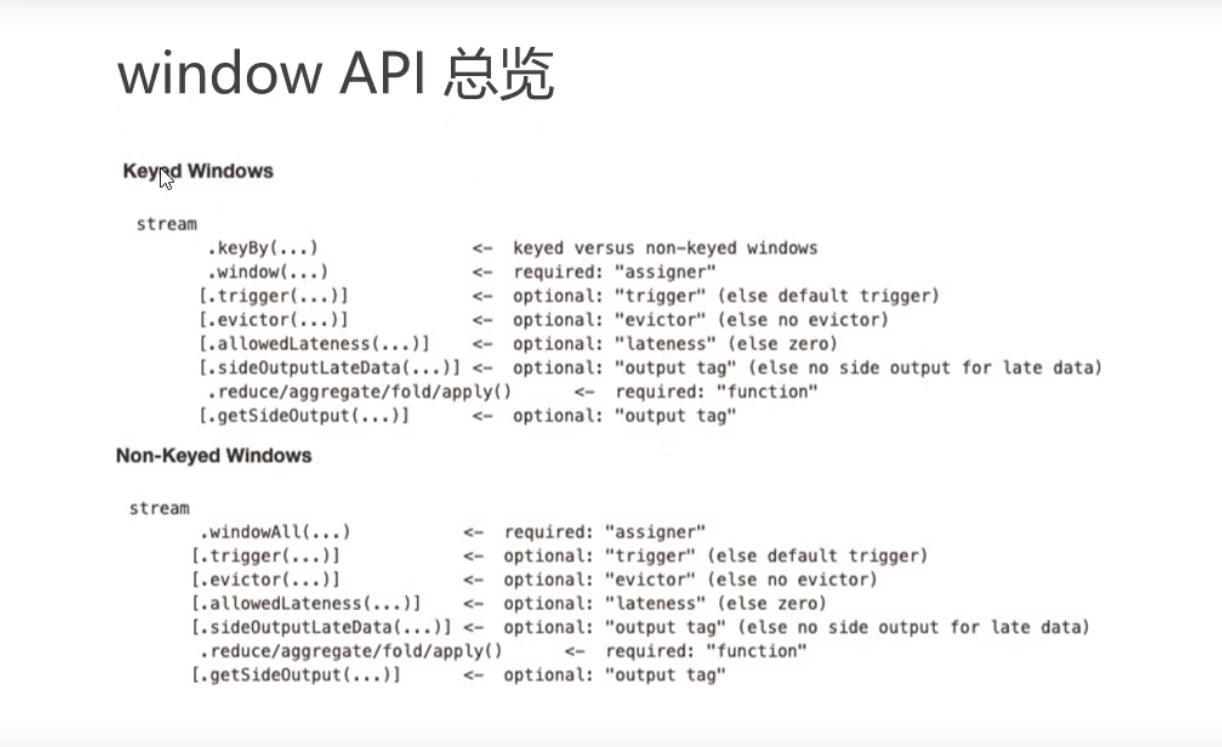 window API 总览
Keyed Windows
stream
.keyBy(...) <- keyed versus non-keyed windows
.window(...) <- required: "assigner"
[.trigger(...)] <- optional: "trigger" (else default trigger)
[.evictor(...)] <- optional: "evictor" (else no evictor)
[.allowedLateness(...)] <- optional: "lateness" (else zero)
[.sideOutputLateData(...)] <- optional: "output tag" (else no side output for late data)
.reduce/aggregate/fold/apply() <- required: "function"
[.getSideOutput(...)] <- optional: "output tag"
Non-Keyed Windows
stream
.windowAll(...) <- required: "assigner"
[.trigger(...)] <- optional: "trigger" (else default trigger)
[.evictor(...)] <- optional: "evictor" (else no evictor)
[.allowedLateness(...)] <- optional: "lateness" (else zero)
[.sideOutputLateData(...)] <- optional: "output tag" (else no side output for late data)
.reduce/aggregate/fold/apply() <- required: "function"
[.getSideOutput(...)] <- optional: "output tag"